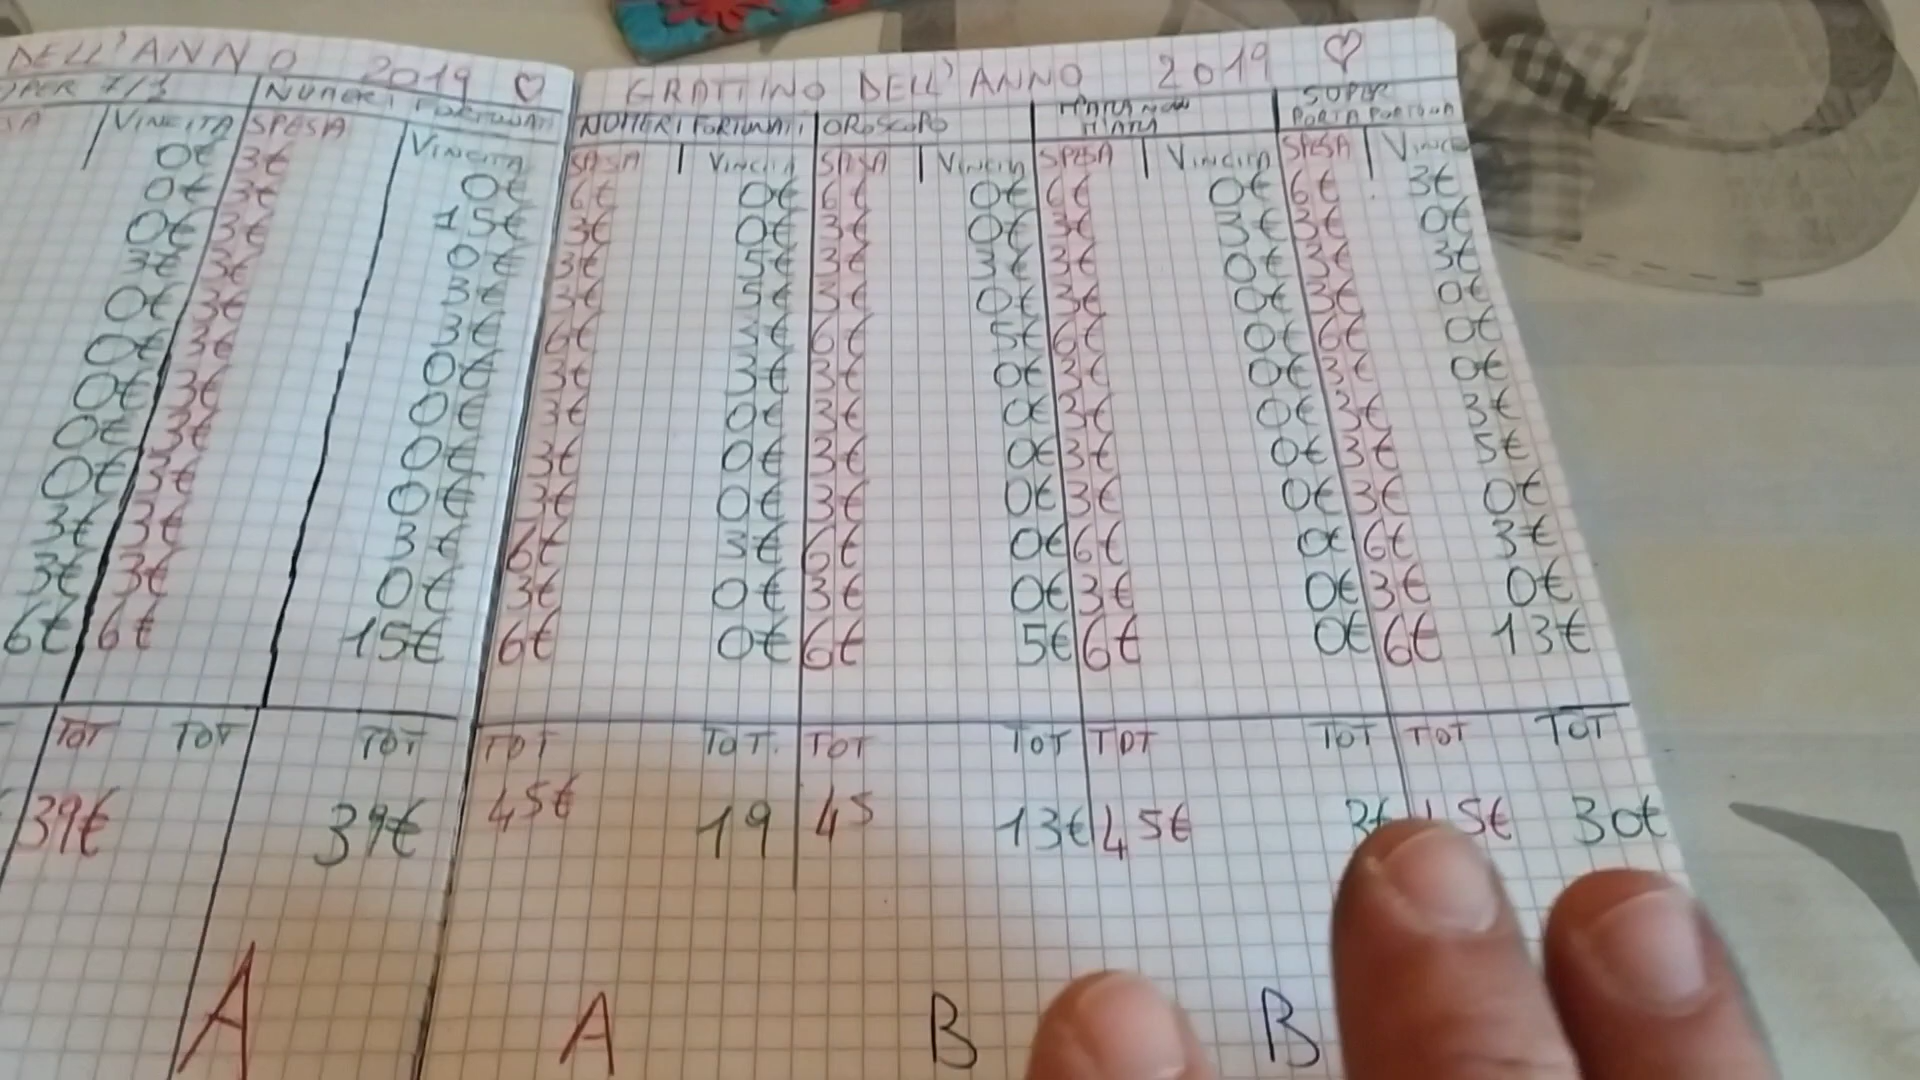 DELL'ANNO 2019 ♡
GRATTINO DELL'ANNO 2019 ♡
NUMERI FORTUNATI
NUMERI FORTUNATI OROSCOPO SUPER PORTAFORTUNA
VINCITA SPESA VINCITA
VINCITA SPESA VINCITA SPESA VINCITA SPESA
0€ 3€ 0€ 6€ 0€ 6€ 0€ 6€ 0€ 6€ 3€
0€ 3€ 15€ 3€ 0€ 3€ 0€ 3€ 3€ 3€ 0€
0€ 3€ 0€ 3€ 5€ 3€ 3€ 3€ 0€ 3€ 3€
3€ 3€ 3€ 3€ 5€ 3€ 0€ 3€ 0€ 3€ 0€
0€ 3€ 3€ 6€ 3€ 6€ 5€ 6€ 0€ 6€ 0€
0€ 3€ 0€ 3€ 3€ 3€ 0€ 3€ 0€ 3€ 0€
0€ 3€ 0€ 3€ 0€ 3€ 0€ 3€ 0€ 3€ 3€
0€ 3€ 0€ 3€ 0€ 3€ 0€ 3€ 0€ 3€ 5€
0€ 3€ 0€ 3€ 0€ 3€ 0€ 3€ 0€ 3€ 0€
3€ 3€ 3€ 6€ 3€ 6€ 0€ 6€ 0€ 6€ 3€
3€ 3€ 0€ 3€ 0€ 3€ 0€ 3€ 0€ 3€ 0€
6€ 6€ 15€ 6€ 0€ 6€ 5€ 6€ 0€ 6€ 13€
TOT TOT TOT TOT TOT. TOT TOT TOT TOT TOT TOT
39€ 39€ 45€ 19 45 13€ 45€ 3€ 5€ 30€
A A B B